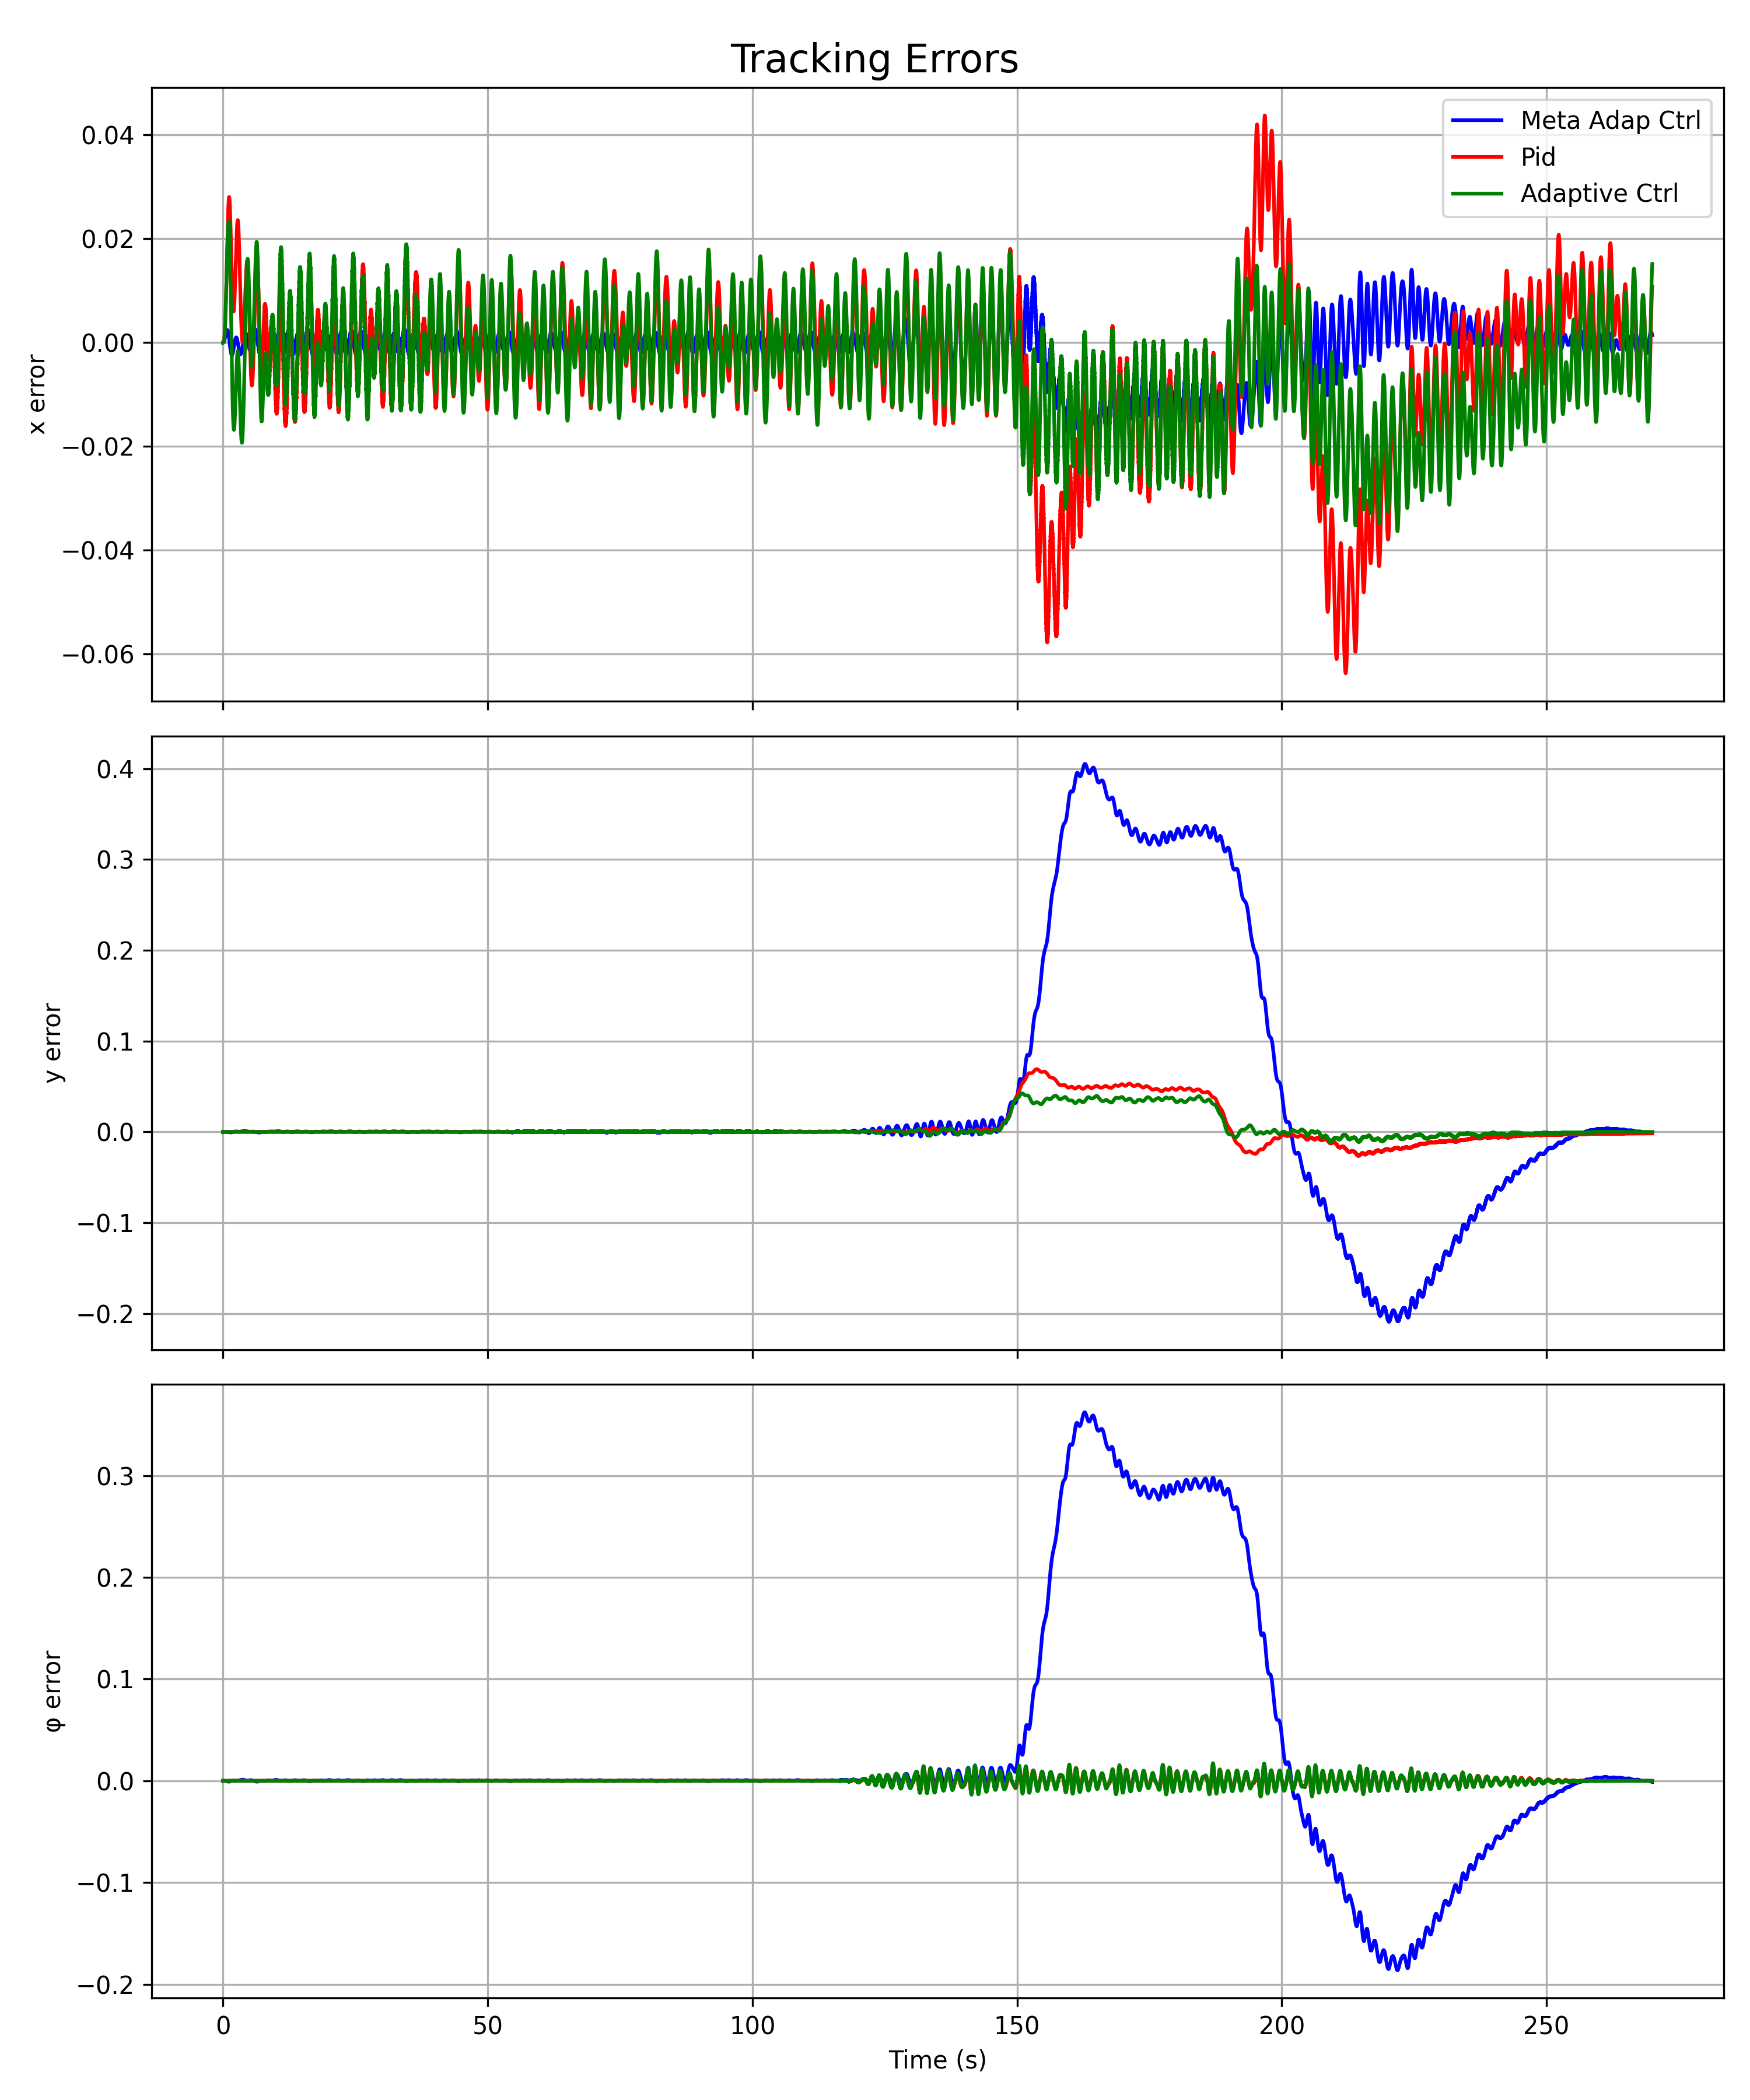 Tracking Errors
Meta Adap Ctrl
Pid
Adaptive Ctrl
x error
0.04
0.02
0.00
−0.02
−0.04
−0.06
y error
0.4
0.3
0.2
0.1
0.0
−0.1
−0.2
φ error
0.3
0.2
0.1
0.0
−0.1
−0.2
0 50 100 150 200 250
Time (s)